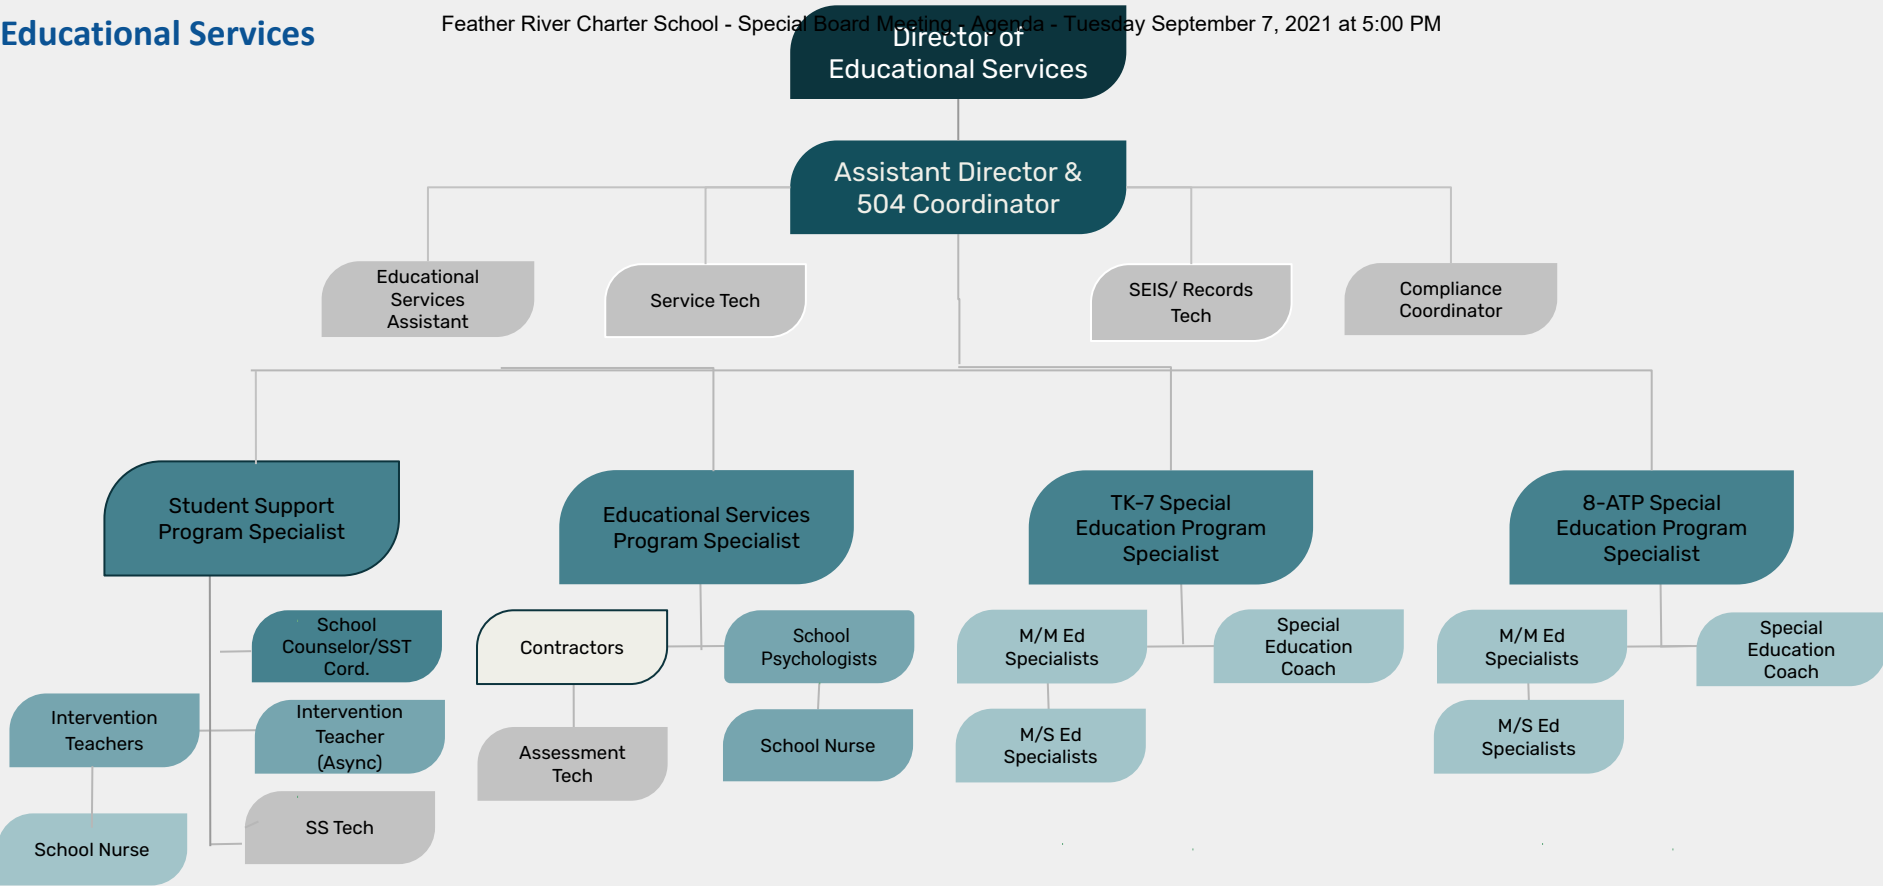 Educational Services
Feather River Charter School - Special Board Meeting - Agenda - Tuesday September 7, 2021 at 5:00 PM
Director of
Educational Services
Assistant Director &
504 Coordinator
Educational
Services
Assistant
Service Tech
SEIS/ Records
Tech
Compliance
Coordinator
Student Support
Program Specialist
Educational Services
Program Specialist
TK-7 Special
Education Program
Specialist
8-ATP Special
Education Program
Specialist
School
Counselor/SST
Cord.
Contractors
School
Psychologists
M/M Ed
Specialists
Special
Education
Coach
M/M Ed
Specialists
Special
Education
Coach
Intervention
Teachers
Intervention
Teacher
(Async)
Assessment
Tech
School Nurse
M/S Ed
Specialists
M/S Ed
Specialists
School Nurse
SS Tech